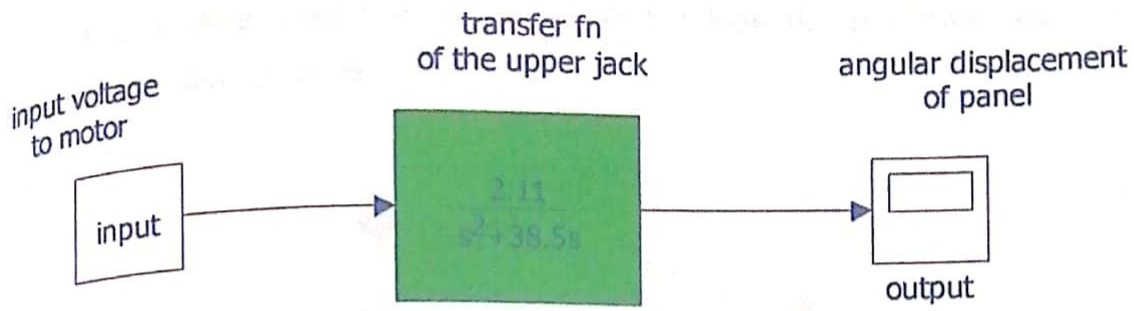 transfer fn
of the upper jack
input voltage
to motor
angular displacement
of panel
input
2.11
s²+38.5s
output